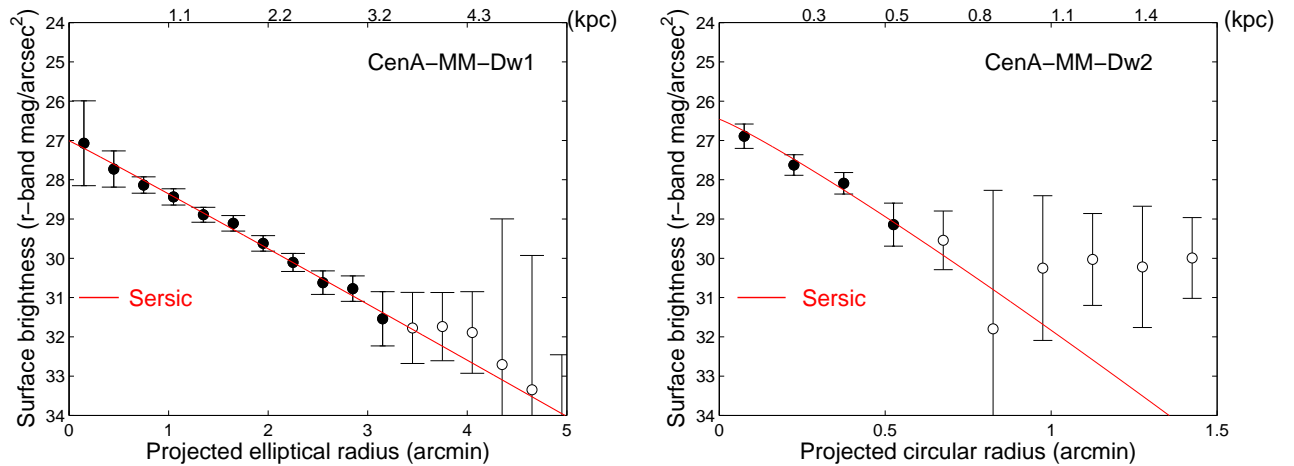 1.1 2.2 3.2 4.3 (kpc)
24
25
26
27
28
29
30
31
32
33
34
Surface brightness (r−band mag/arcsec²)
CenA−MM−Dw1
Sersic
0 1 2 3 4 5
Projected elliptical radius (arcmin)
0.3 0.5 0.8 1.1 1.4 (kpc)
24
25
26
27
28
29
30
31
32
33
34
Surface brightness (r−band mag/arcsec²)
CenA−MM−Dw2
Sersic
0 0.5 1 1.5
Projected circular radius (arcmin)